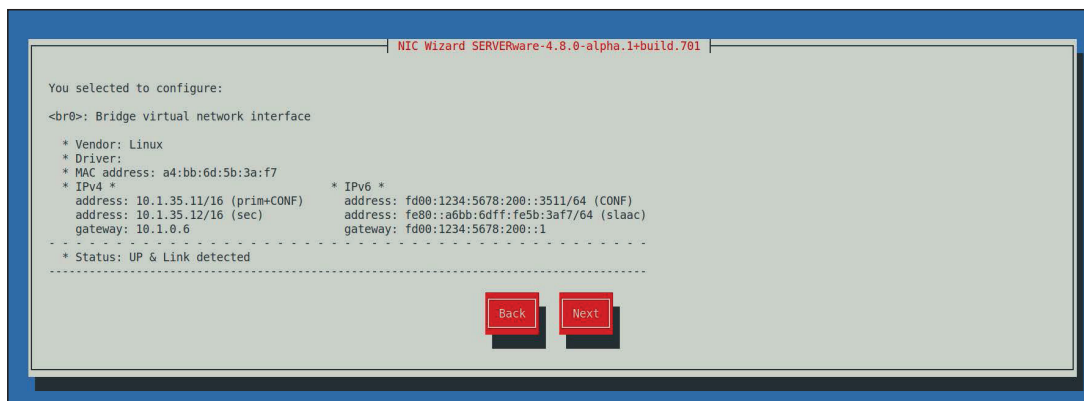 NIC Wizard SERVERware-4.8.0-alpha.1+build.701
You selected to configure:
<br0>: Bridge virtual network interface
* Vendor: Linux
* Driver:
* MAC address: a4:bb:6d:5b:3a:f7
* IPv4 * * IPv6 *
address: 10.1.35.11/16 (prim+CONF) address: fd00:1234:5678:200::3511/64 (CONF)
address: 10.1.35.12/16 (sec) address: fe80::a6bb:6dff:fe5b:3af7/64 (slaac)
gateway: 10.1.0.6 gateway: fd00:1234:5678:200::1
* Status: UP & Link detected
Back Next